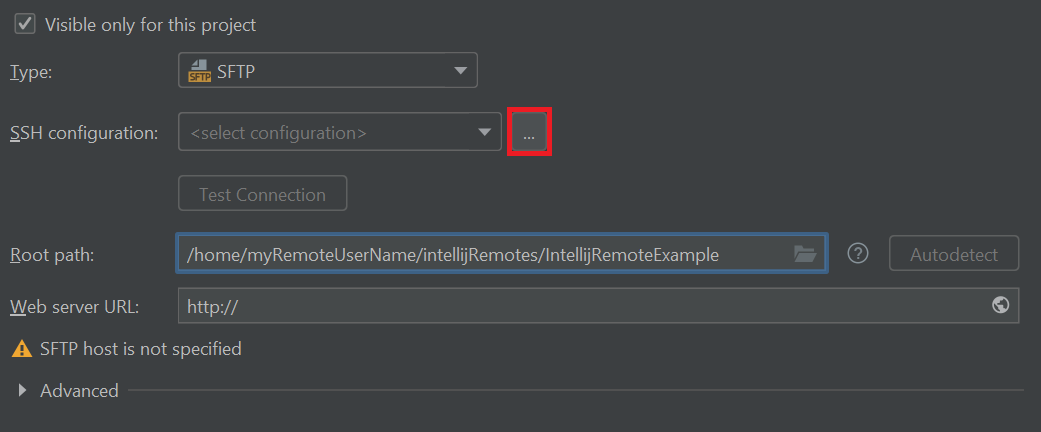 Visible only for this project
Type: SFTP SFTP
SSH configuration: <select configuration> ...
Test Connection
Root path: /home/myRemoteUserName/intellijRemotes/IntellijRemoteExample ? Autodetect
Web server URL: http://
SFTP host is not specified
Advanced